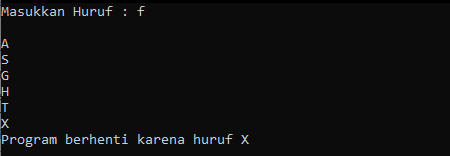 Masukkan Huruf : f
A
S
G
H
T
X
Program berhenti karena huruf X